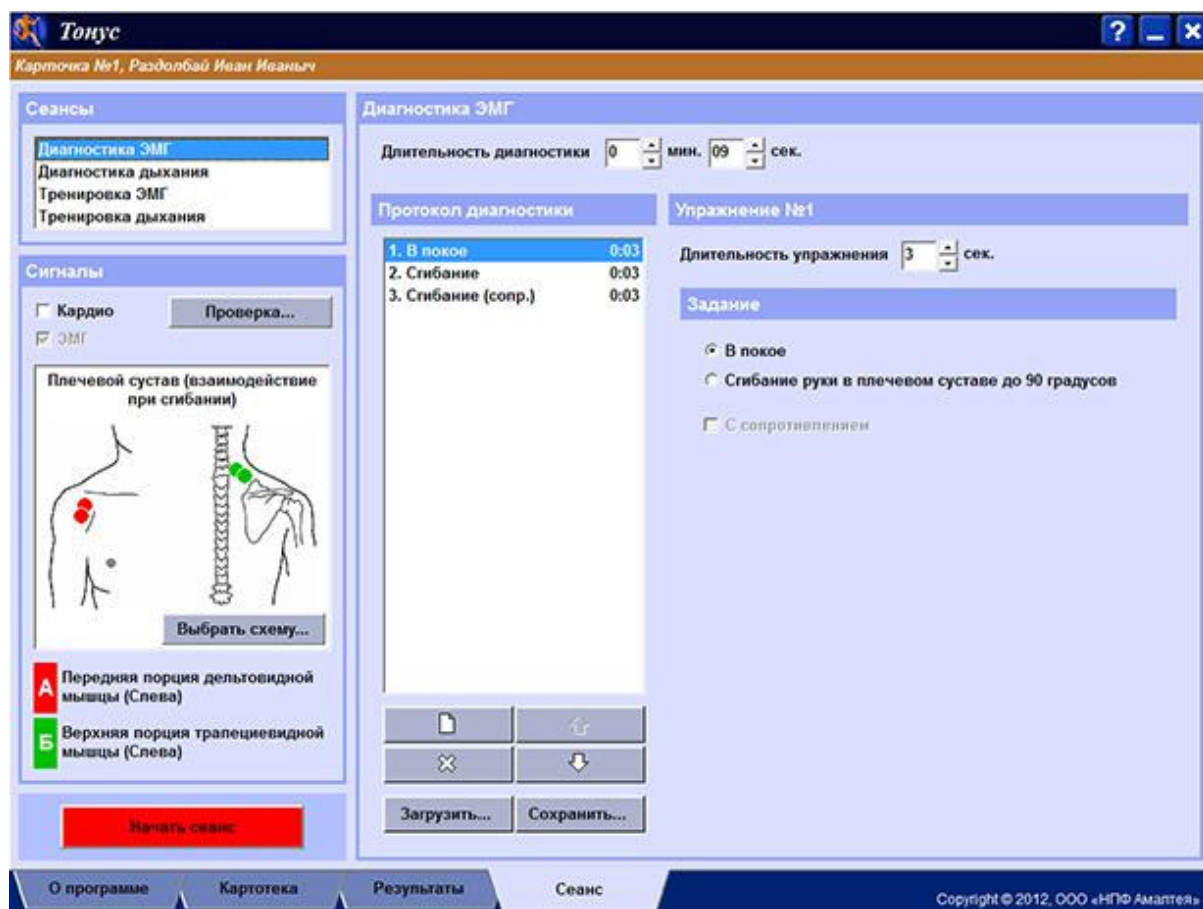 Тонус
Карточка №1, Раздолбай Иван Иваныч
Сеансы
Диагностика ЭМГ
Диагностика дыхания
Тренировка ЭМГ
Тренировка дыхания
Сигналы
Кардио
Проверка...
ЭМГ
Плечевой сустав (взаимодействие
при сгибании)
Выбрать схему...
А
Передняя порция дельтовидной
мышцы (Слева)
Б
Верхняя порция трапециевидной
мышцы (Слева)
Начать сеанс
Диагностика ЭМГ
Длительность диагностики 0 мин. 09 сек.
Протокол диагностики
1. В покое 0:03
2. Сгибание 0:03
3. Сгибание (сопр.) 0:03
Загрузить...
Сохранить...
Упражнение №1
Длительность упражнения 3 сек.
Задание
В покое
Сгибание руки в плечевом суставе до 90 градусов
С сопротивлением
О программе
Картотека
Результаты
Сеанс
Copyright © 2012, ООО «НПФ Амалтея»